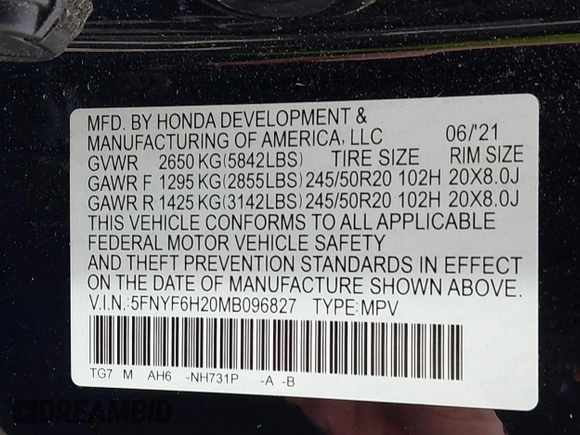 MFD. BY HONDA DEVELOPMENT &
MANUFACTURING OF AMERICA, LLC 06/'21
GVWR 2650 KG(5842LBS) TIRE SIZE RIM SIZE
GAWR F 1295 KG(2855LBS) 245/50R20 102H 20X8.0J
GAWR R 1425 KG(3142LBS) 245/50R20 102H 20X8.0J
THIS VEHICLE CONFORMS TO ALL APPLICABLE
FEDERAL MOTOR VEHICLE SAFETY
AND THEFT PREVENTION STANDARDS IN EFFECT
ON THE DATE OF MANUFACTURE SHOWN ABOVE.
V.I.N.:5FNYF6H20MB096827 TYPE:MPV
TG7 M AH6 -NH731P -A -B
DREAMBID